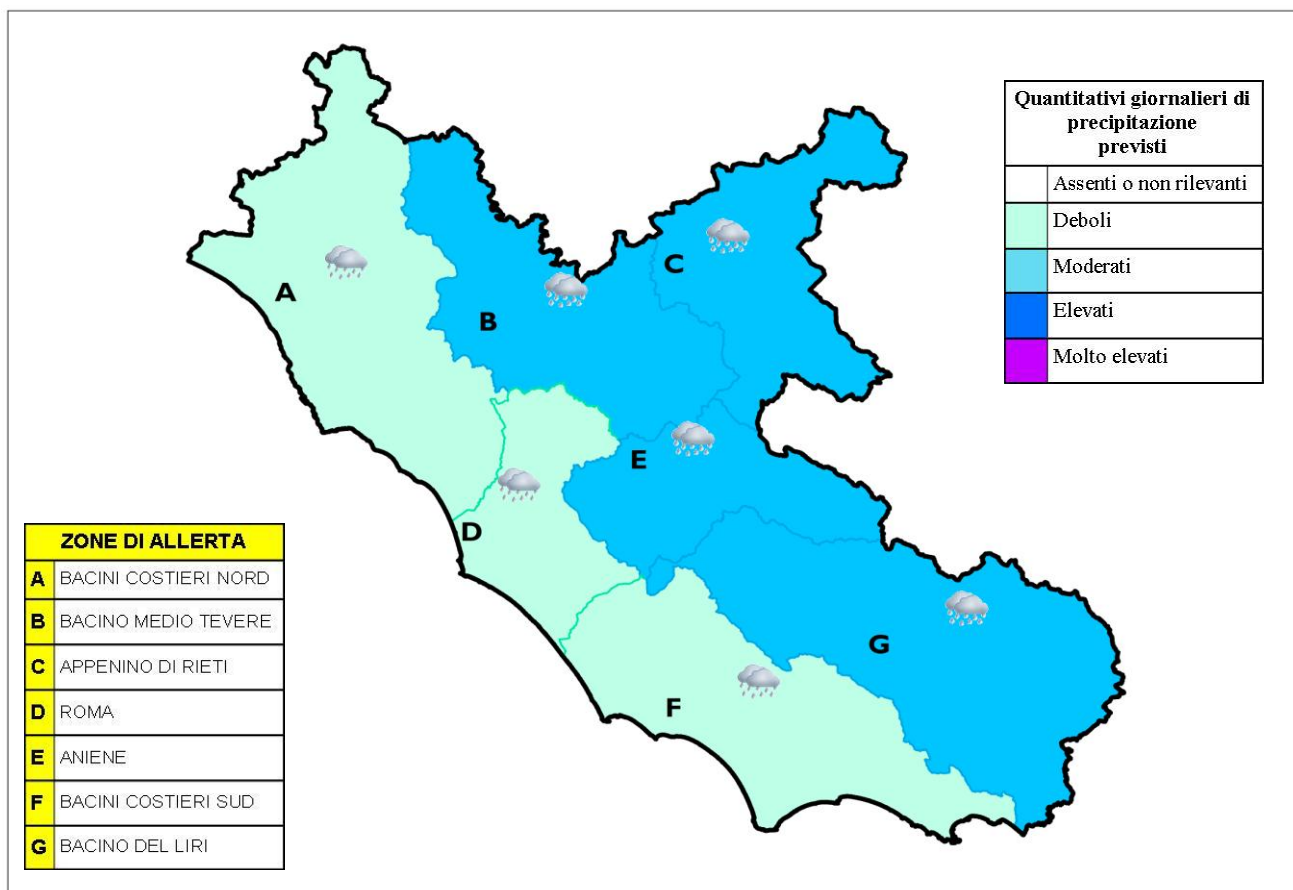 Quantitativi giornalieri di
precipitazione
previsti
Assenti o non rilevanti
Deboli
Moderati
Elevati
Molto elevati
A
B
C
D
E
F
G
ZONE DI ALLERTA
A BACINI COSTIERI NORD
B BACINO MEDIO TEVERE
C APPENINO DI RIETI
D ROMA
E ANIENE
F BACINI COSTIERI SUD
G BACINO DEL LIRI